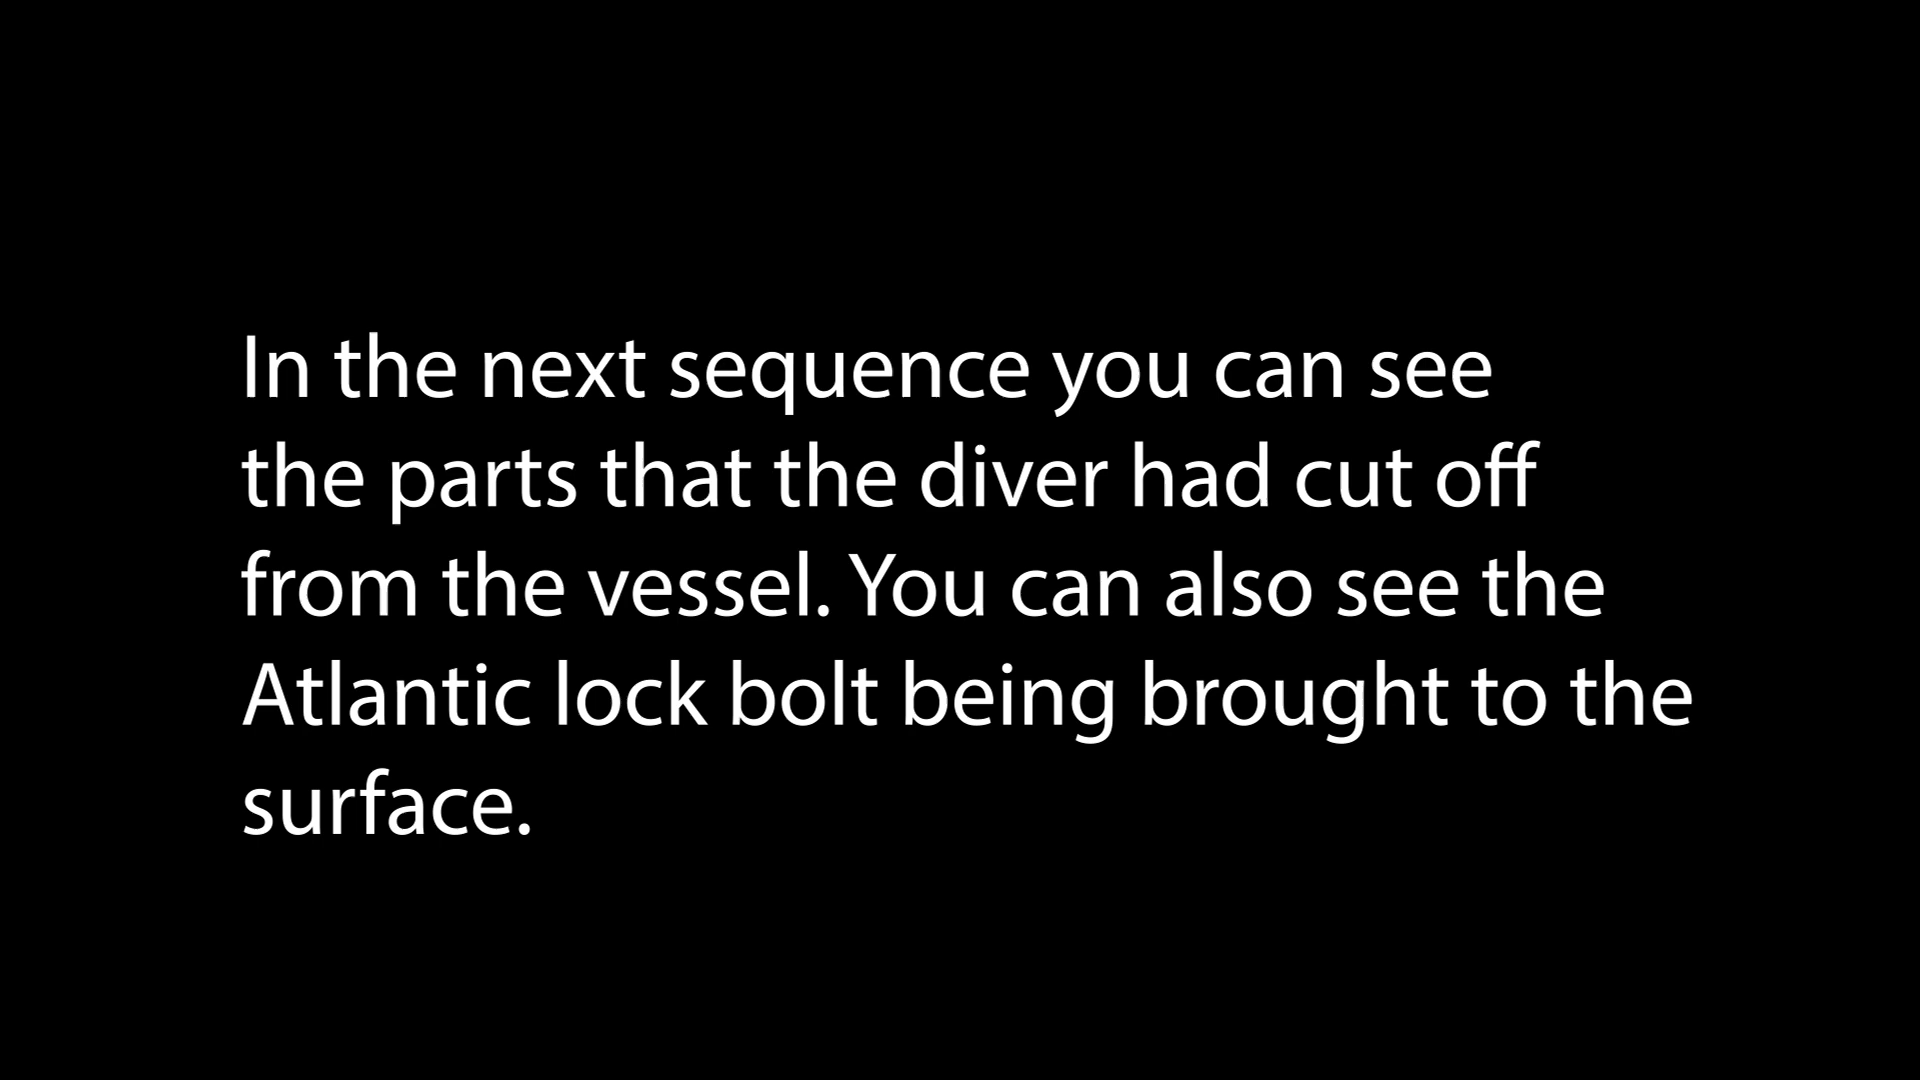 In the next sequence you can see
the parts that the diver had cut off
from the vessel. You can also see the
Atlantic lock bolt being brought to the
surface.